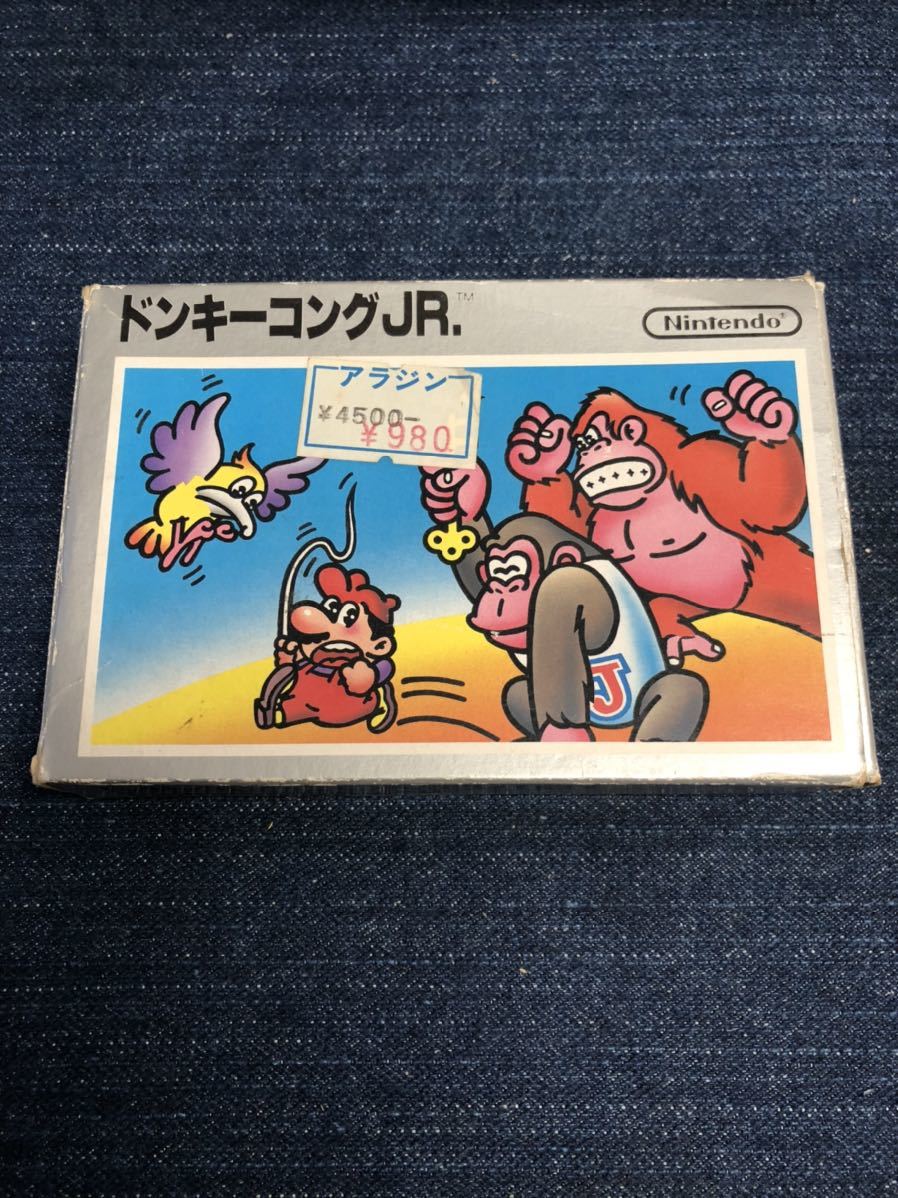 ドンキーコングJR.™
Nintendo®
アラジン
¥4500-
¥980
J